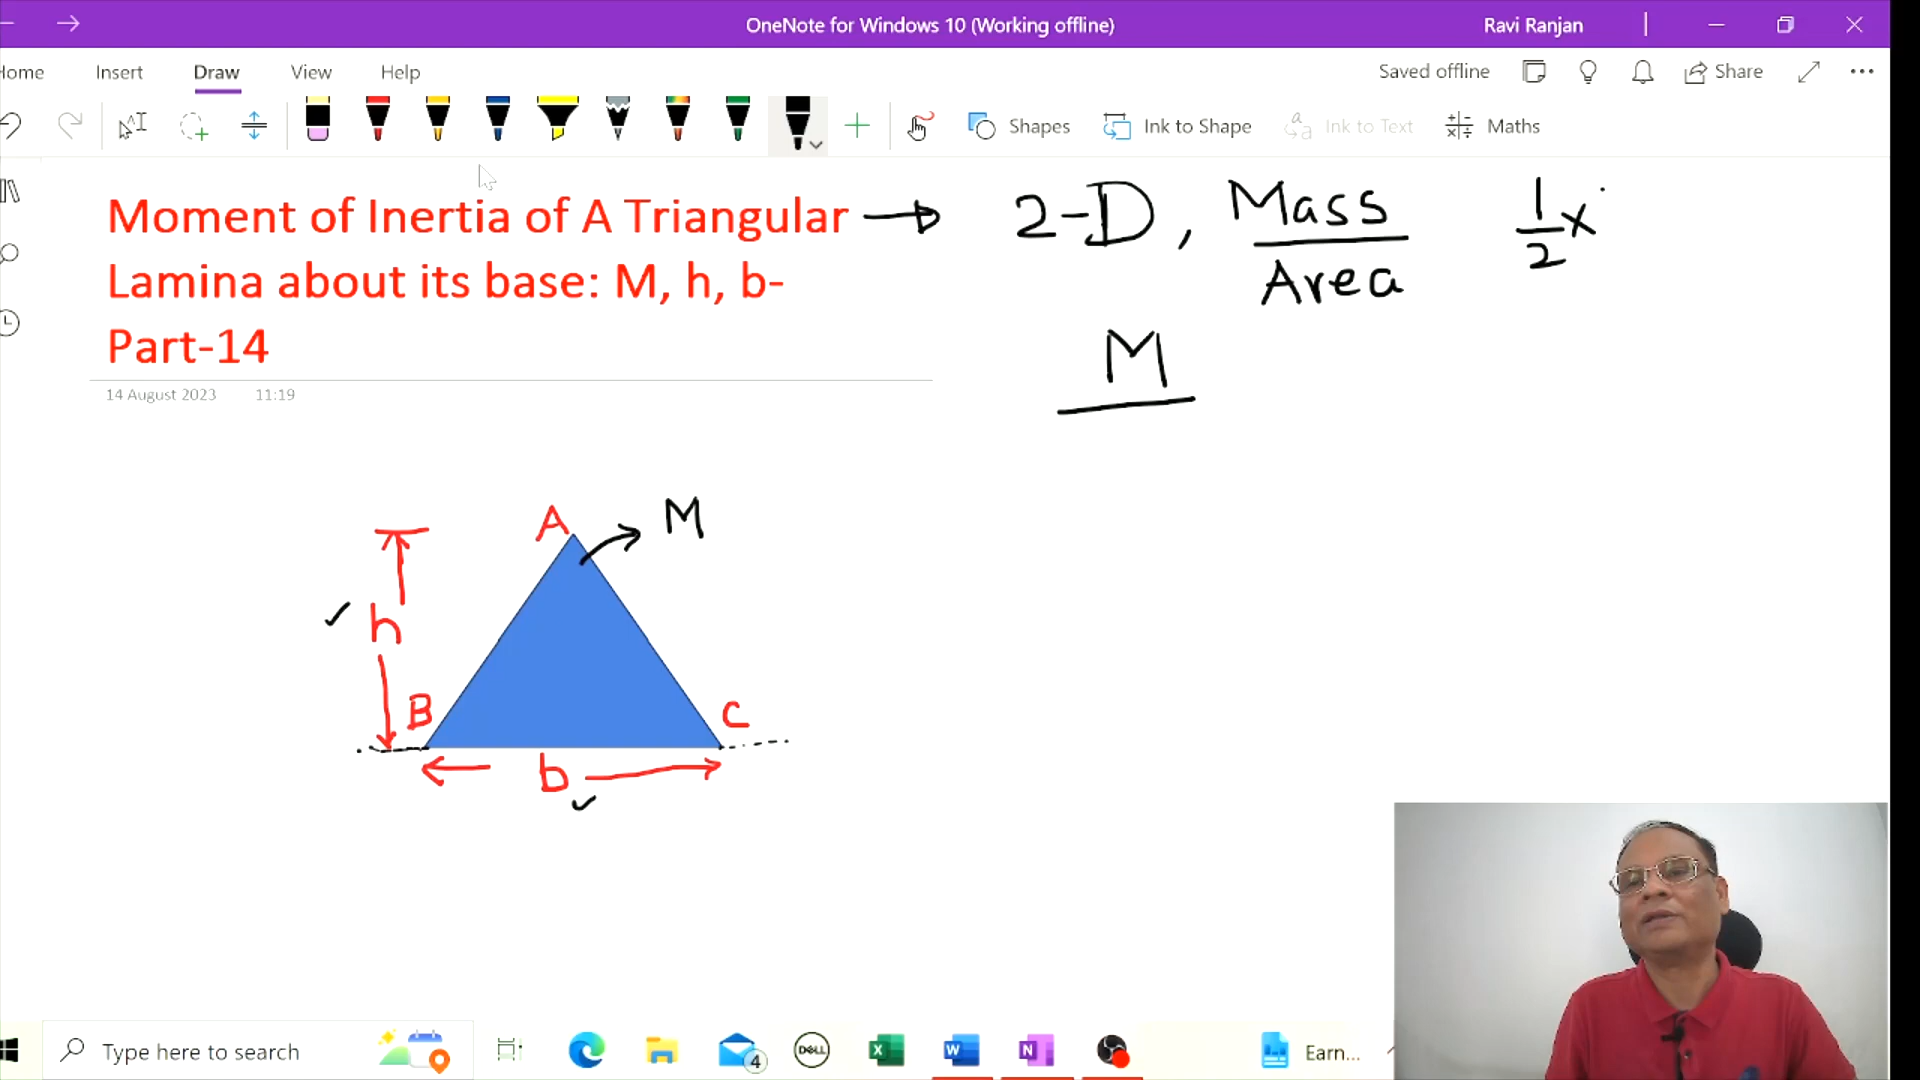 OneNote for Windows 10 (Working offline)
Ravi Ranjan
Home Insert Draw View Help
Saved offline
Share
Shapes
Ink to Shape
Ink to Text
Maths
Moment of Inertia of A Triangular
Lamina about its base: M, h, b-
Part-14
14 August 2023 11:19
2-D, Mass
Area
1
2 x
M
A
M
h
B
C
b
Type here to search
4
DELL
Earn...